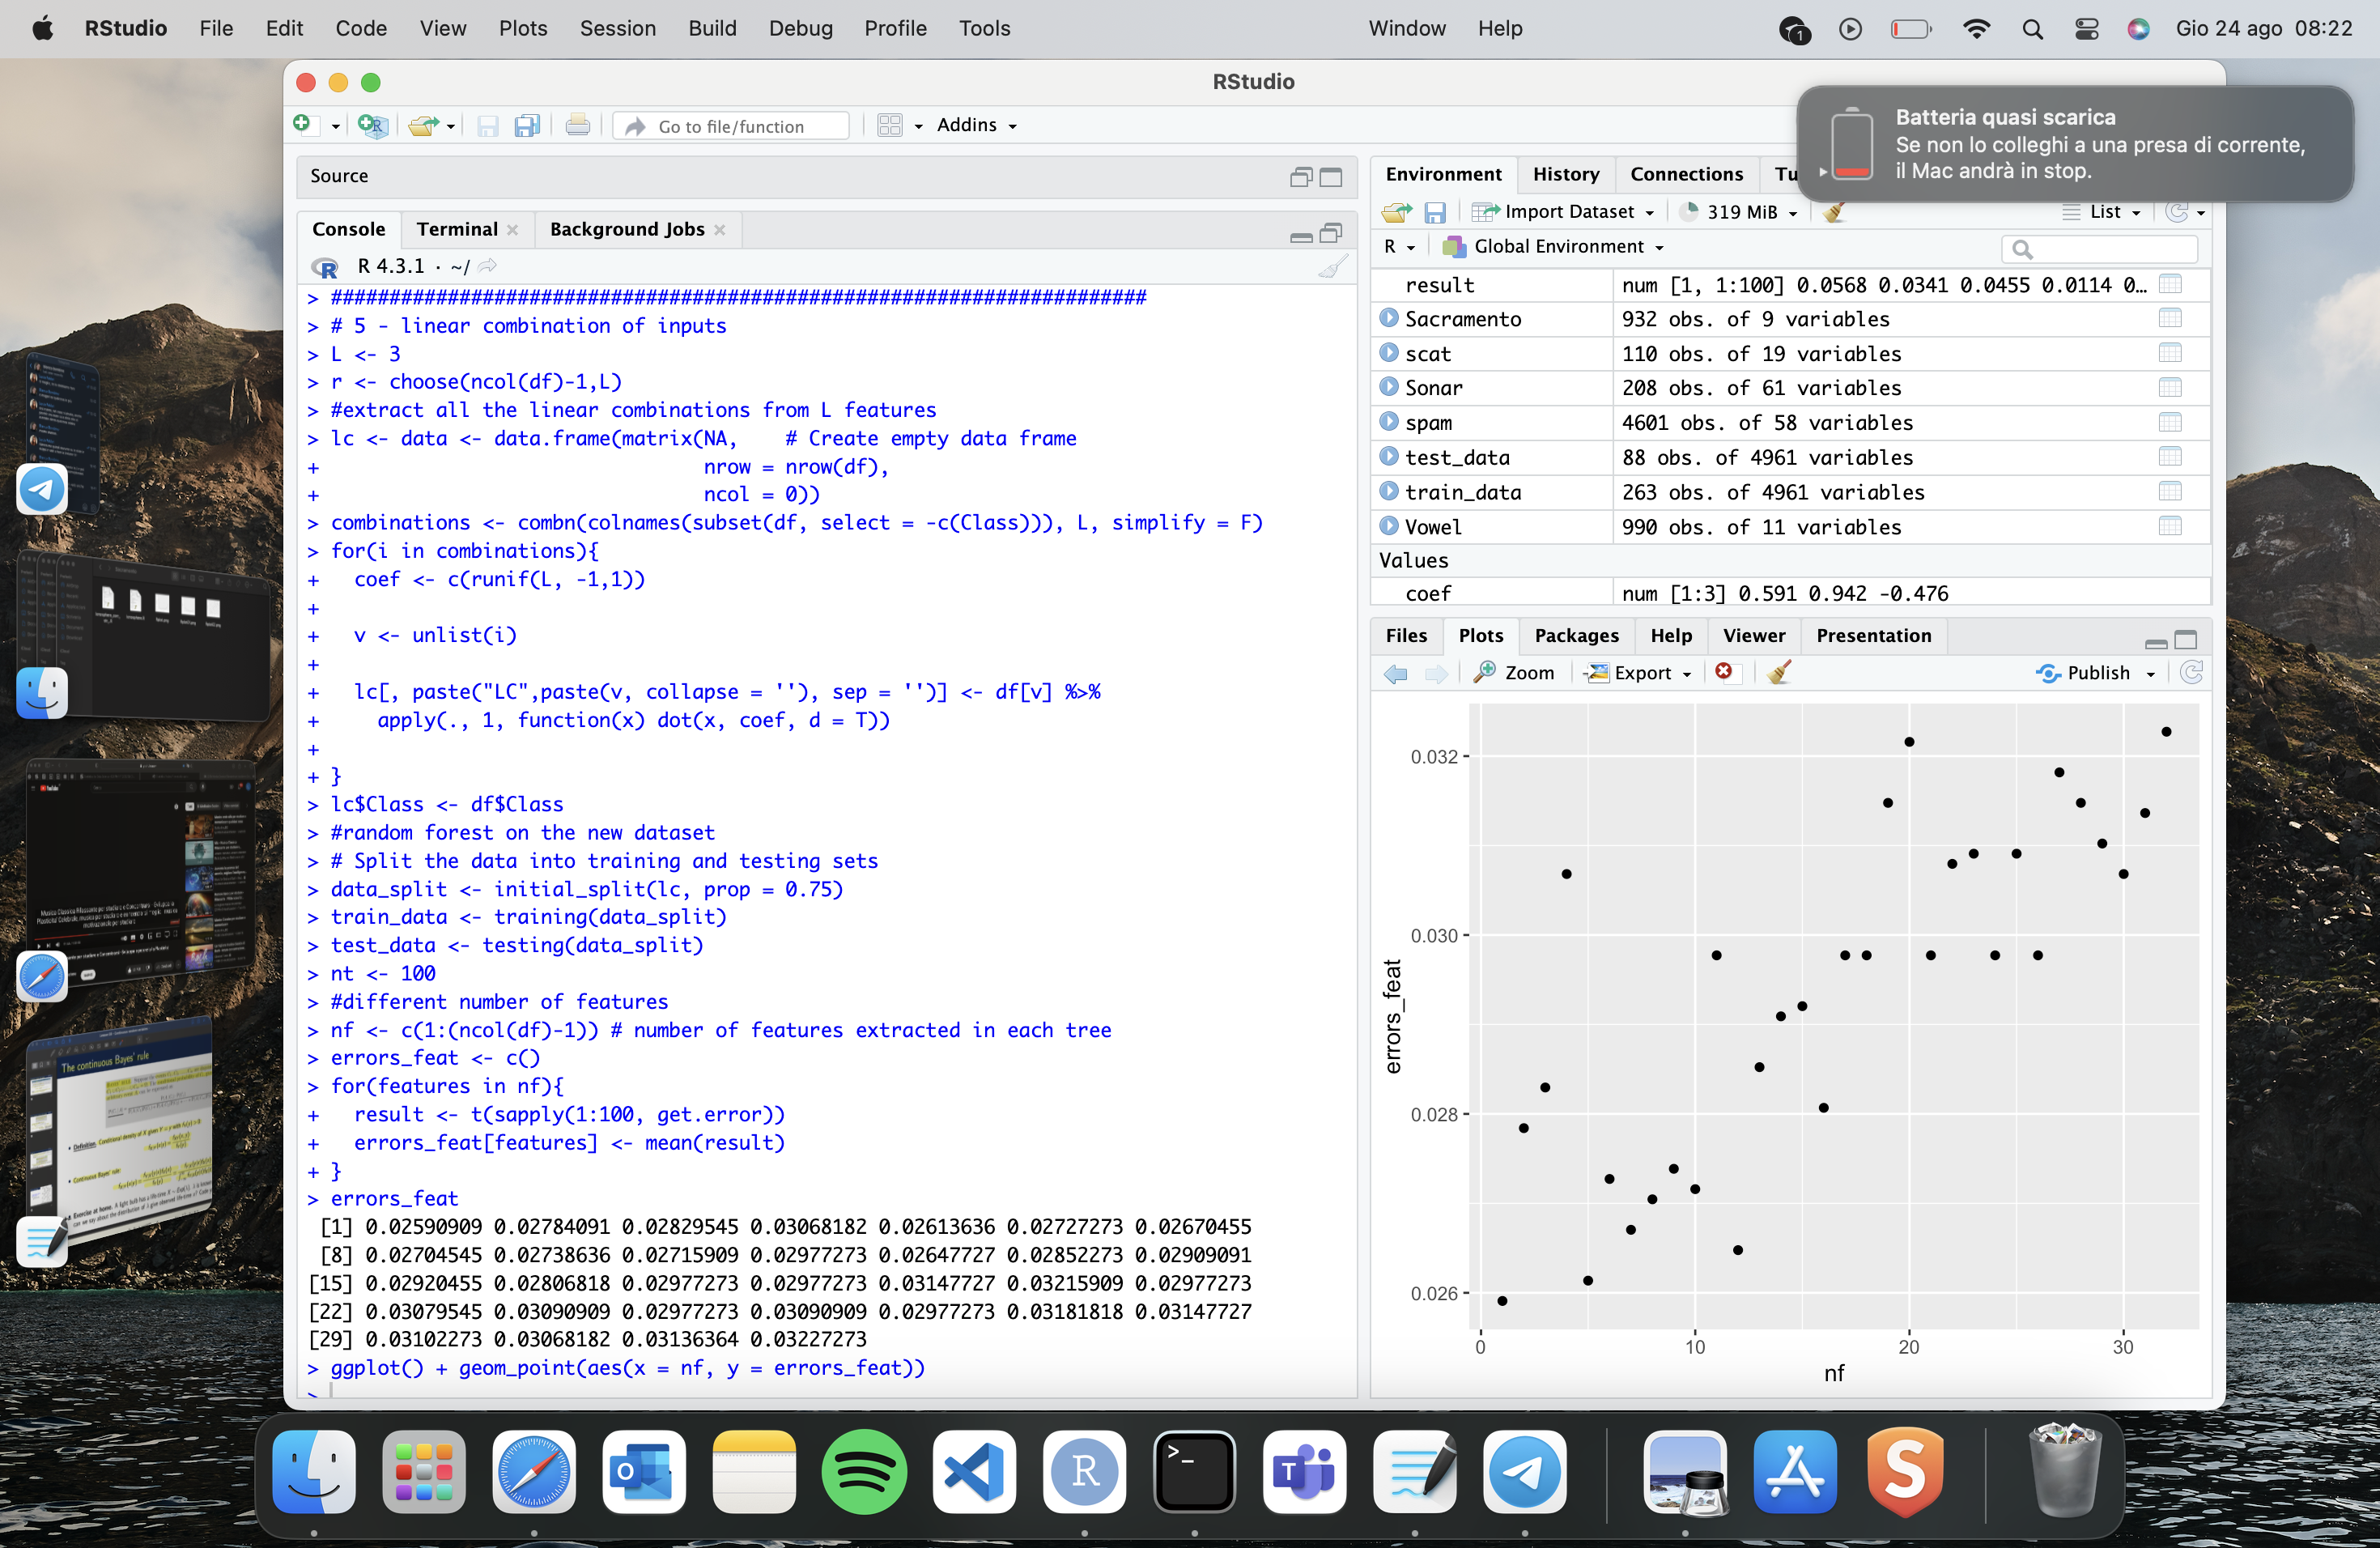 RStudio File Edit Code View Plots Session Build Debug Profile Tools Window Help 1 Gio 24 ago 08:22
RStudio
Go to file/function Addins
Batteria quasi scarica
Se non lo colleghi a una presa di corrente,
il Mac andrà in stop.
Source
Console Terminal Background Jobs
R 4.3.1 · ~/
> ######################################################################
> # 5 - linear combination of inputs
> L <- 3
> r <- choose(ncol(df)-1,L)
> #extract all the linear combinations from L features
> lc <- data <- data.frame(matrix(NA,    # Create empty data frame
+                                 nrow = nrow(df),
+                                 ncol = 0))
> combinations <- combn(colnames(subset(df, select = -c(Class))), L, simplify = F)
> for(i in combinations){
+   coef <- c(runif(L, -1,1))
+
+   v <- unlist(i)
+
+   lc[, paste("LC",paste(v, collapse = ''), sep = '')] <- df[v] %>%
+     apply(., 1, function(x) dot(x, coef, d = T))
+
+ }
> lc$Class <- df$Class
> #random forest on the new dataset
> # Split the data into training and testing sets
> data_split <- initial_split(lc, prop = 0.75)
> train_data <- training(data_split)
> test_data <- testing(data_split)
> nt <- 100
> #different number of features
> nf <- c(1:(ncol(df)-1)) # number of features extracted in each tree
> errors_feat <- c()
> for(features in nf){
+   result <- t(sapply(1:100, get.error))
+   errors_feat[features] <- mean(result)
+ }
> errors_feat
 [1] 0.02590909 0.02784091 0.02829545 0.03068182 0.02613636 0.02727273 0.02670455
 [8] 0.02704545 0.02738636 0.02715909 0.02977273 0.02647727 0.02852273 0.02909091
[15] 0.02920455 0.02806818 0.02977273 0.02977273 0.03147727 0.03215909 0.02977273
[22] 0.03079545 0.03090909 0.02977273 0.03090909 0.02977273 0.03181818 0.03147727
[29] 0.03102273 0.03068182 0.03136364 0.03227273
> ggplot() + geom_point(aes(x = nf, y = errors_feat))
>
Environment History Connections Tu
Import Dataset 319 MiB List
R Global Environment
result num [1, 1:100] 0.0568 0.0341 0.0455 0.0114 0…
Sacramento 932 obs. of 9 variables
scat 110 obs. of 19 variables
Sonar 208 obs. of 61 variables
spam 4601 obs. of 58 variables
test_data 88 obs. of 4961 variables
train_data 263 obs. of 4961 variables
Vowel 990 obs. of 11 variables
Values
coef num [1:3] 0.591 0.942 -0.476
Files Plots Packages Help Viewer Presentation
Zoom Export Publish
0.032
0.030
0.028
0.026
errors_feat
0 10 20 30
nf
The continuous Bayes' rule